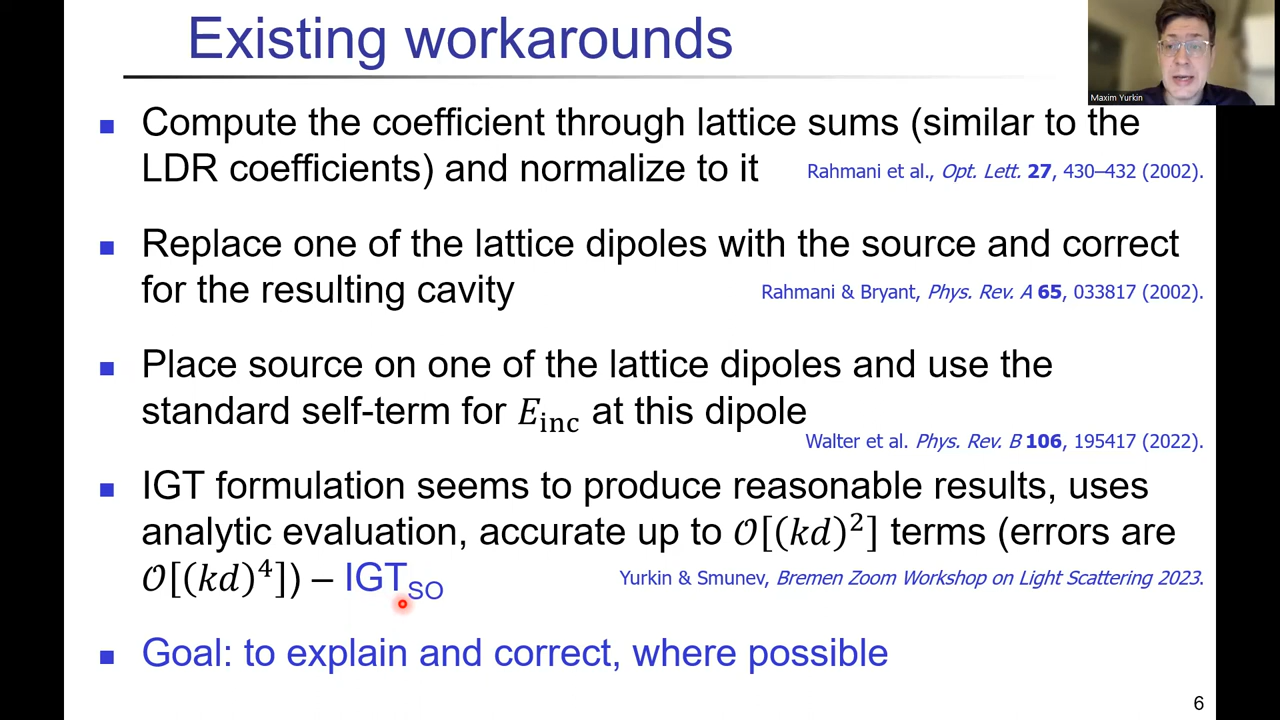 Existing workarounds
Maxim Yurkin
Compute the coefficient through lattice sums (similar to the
LDR coefficients) and normalize to it
Rahmani et al., Opt. Lett. 27, 430–432 (2002).
Replace one of the lattice dipoles with the source and correct
for the resulting cavity
Rahmani & Bryant, Phys. Rev. A 65, 033817 (2002).
Place source on one of the lattice dipoles and use the
standard self-term for E_inc at this dipole
Walter et al. Phys. Rev. B 106, 195417 (2022).
IGT formulation seems to produce reasonable results, uses
analytic evaluation, accurate up to 𝒪[(kd)²] terms (errors are
𝒪[(kd)⁴]) – IGT_SO
Yurkin & Smunev, Bremen Zoom Workshop on Light Scattering 2023.
Goal: to explain and correct, where possible
6